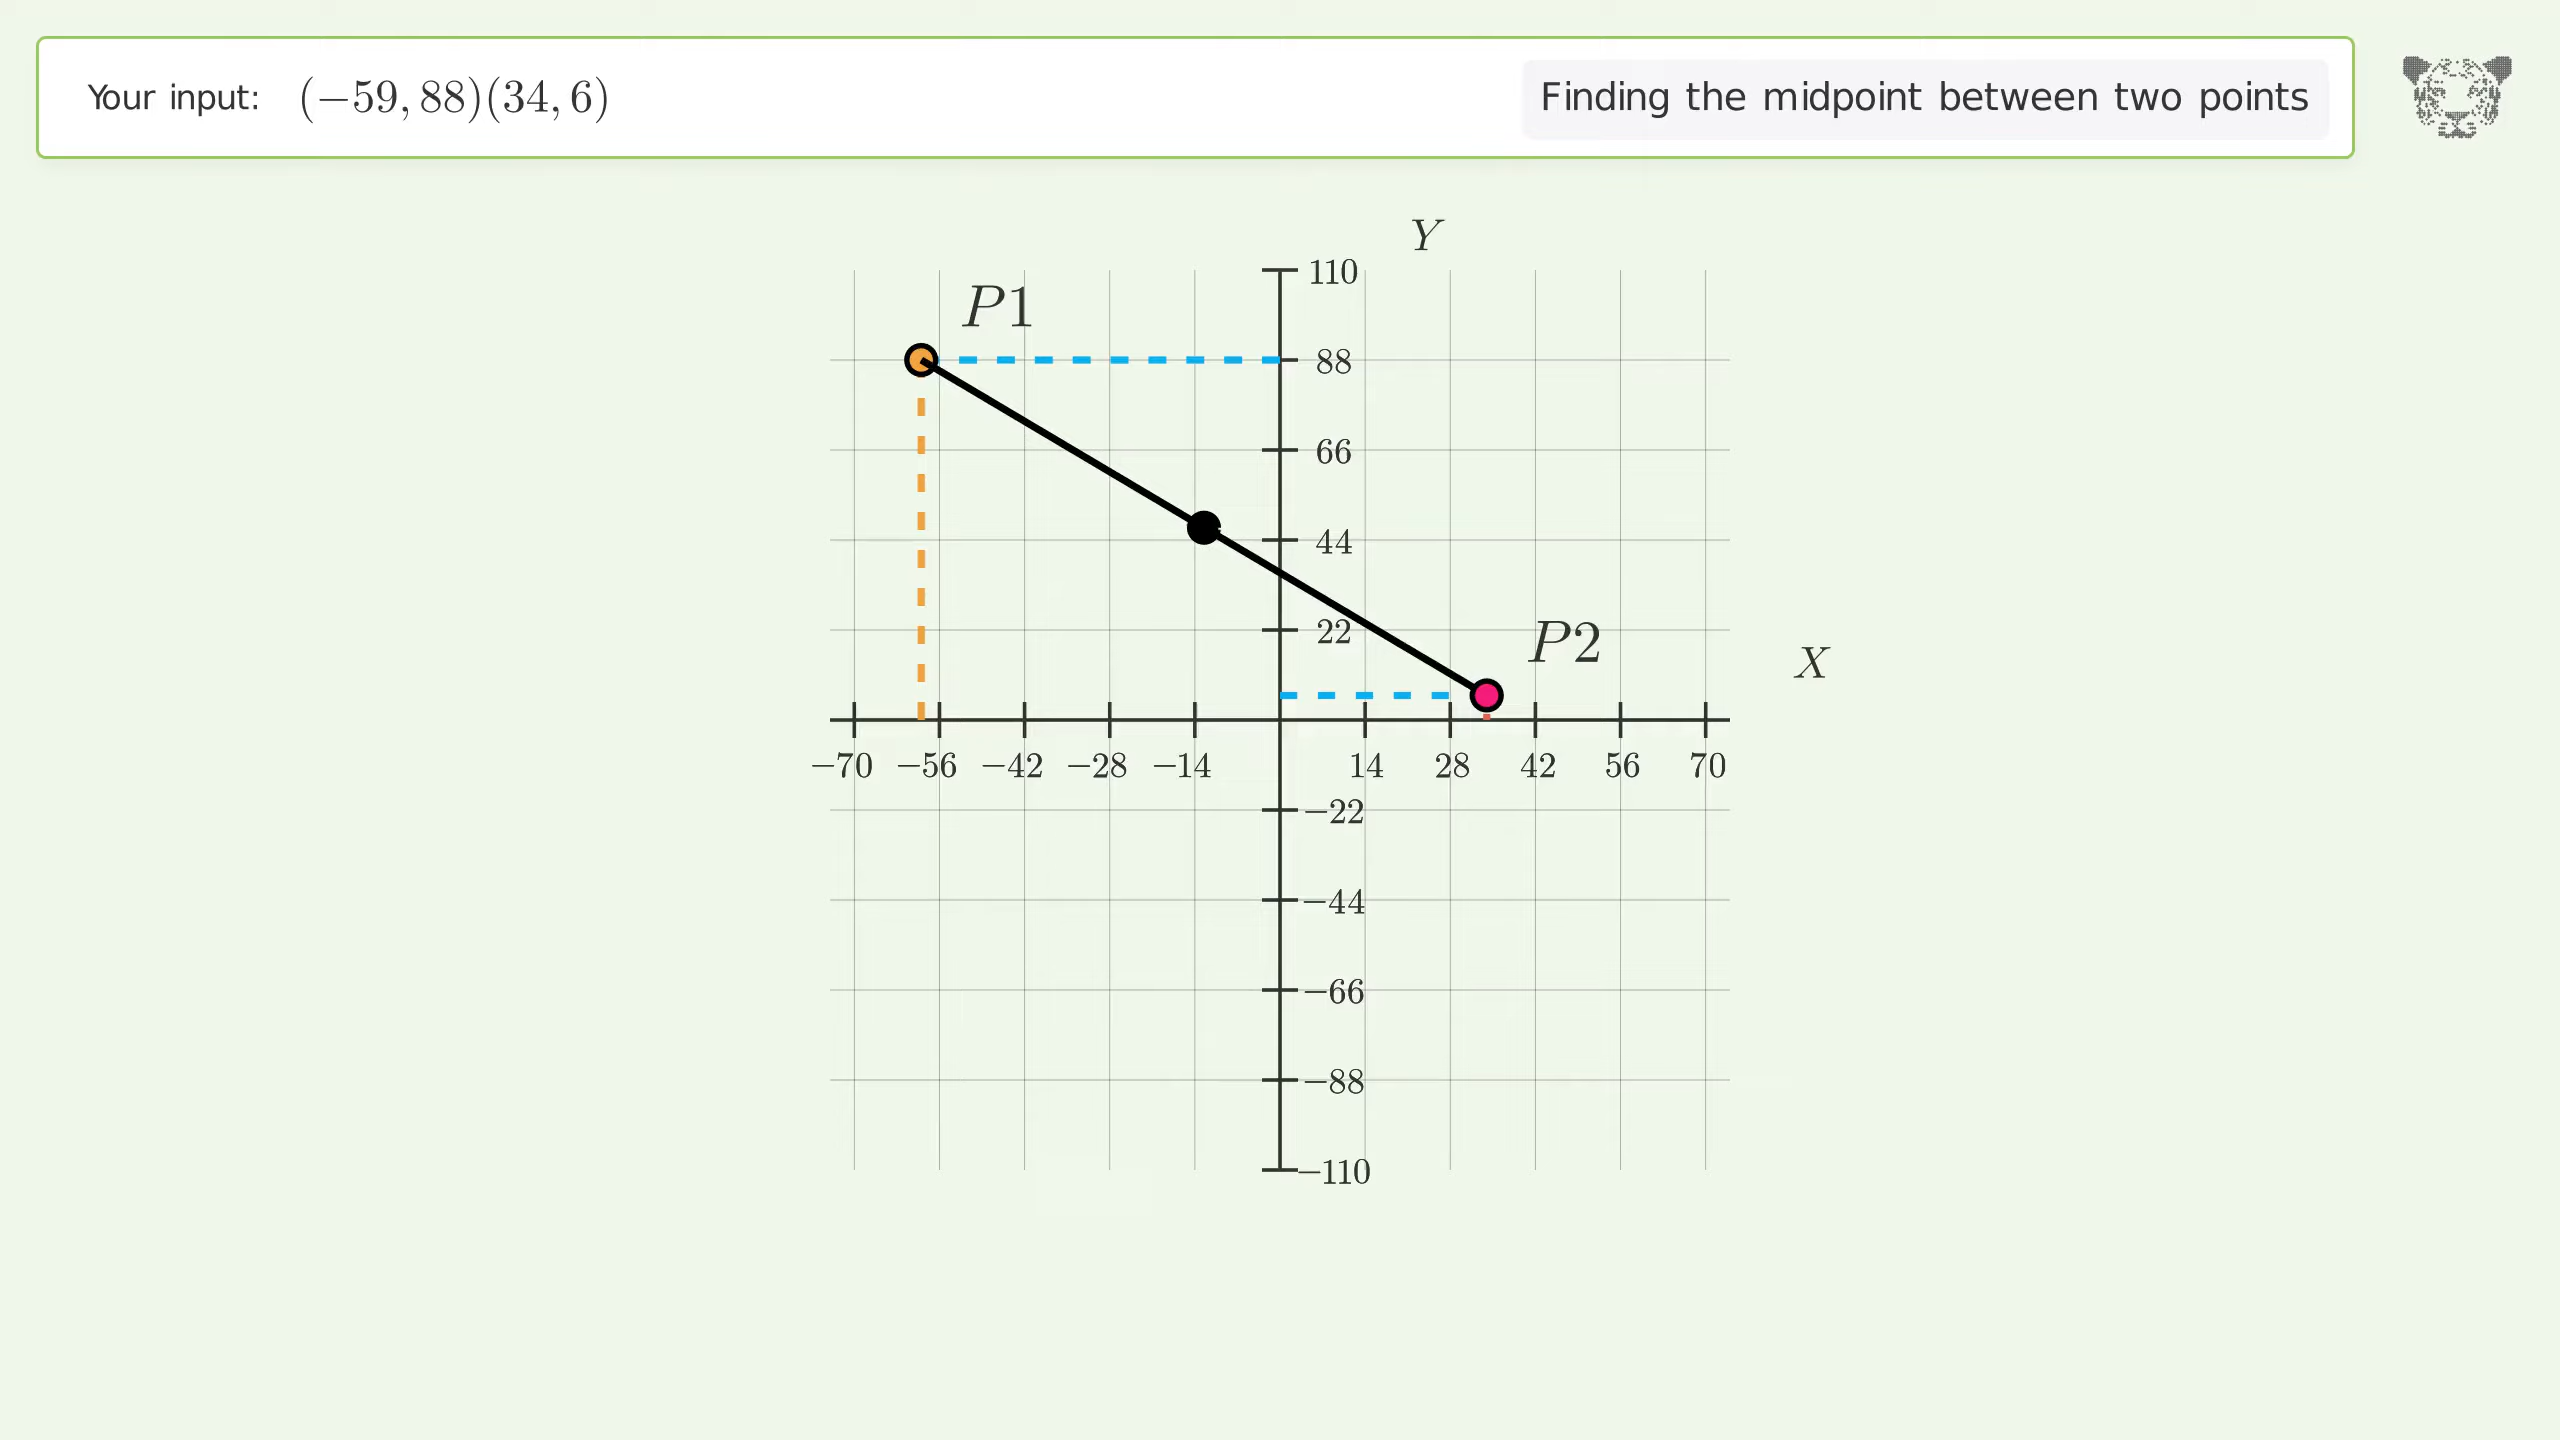 Your input: (−59, 88)(34, 6)
Finding the midpoint between two points
Y
110
P1
88
66
44
22
P2
X
−70 −56 −42 −28 −14 14 28 42 56 70
−22
−44
−66
−88
−110